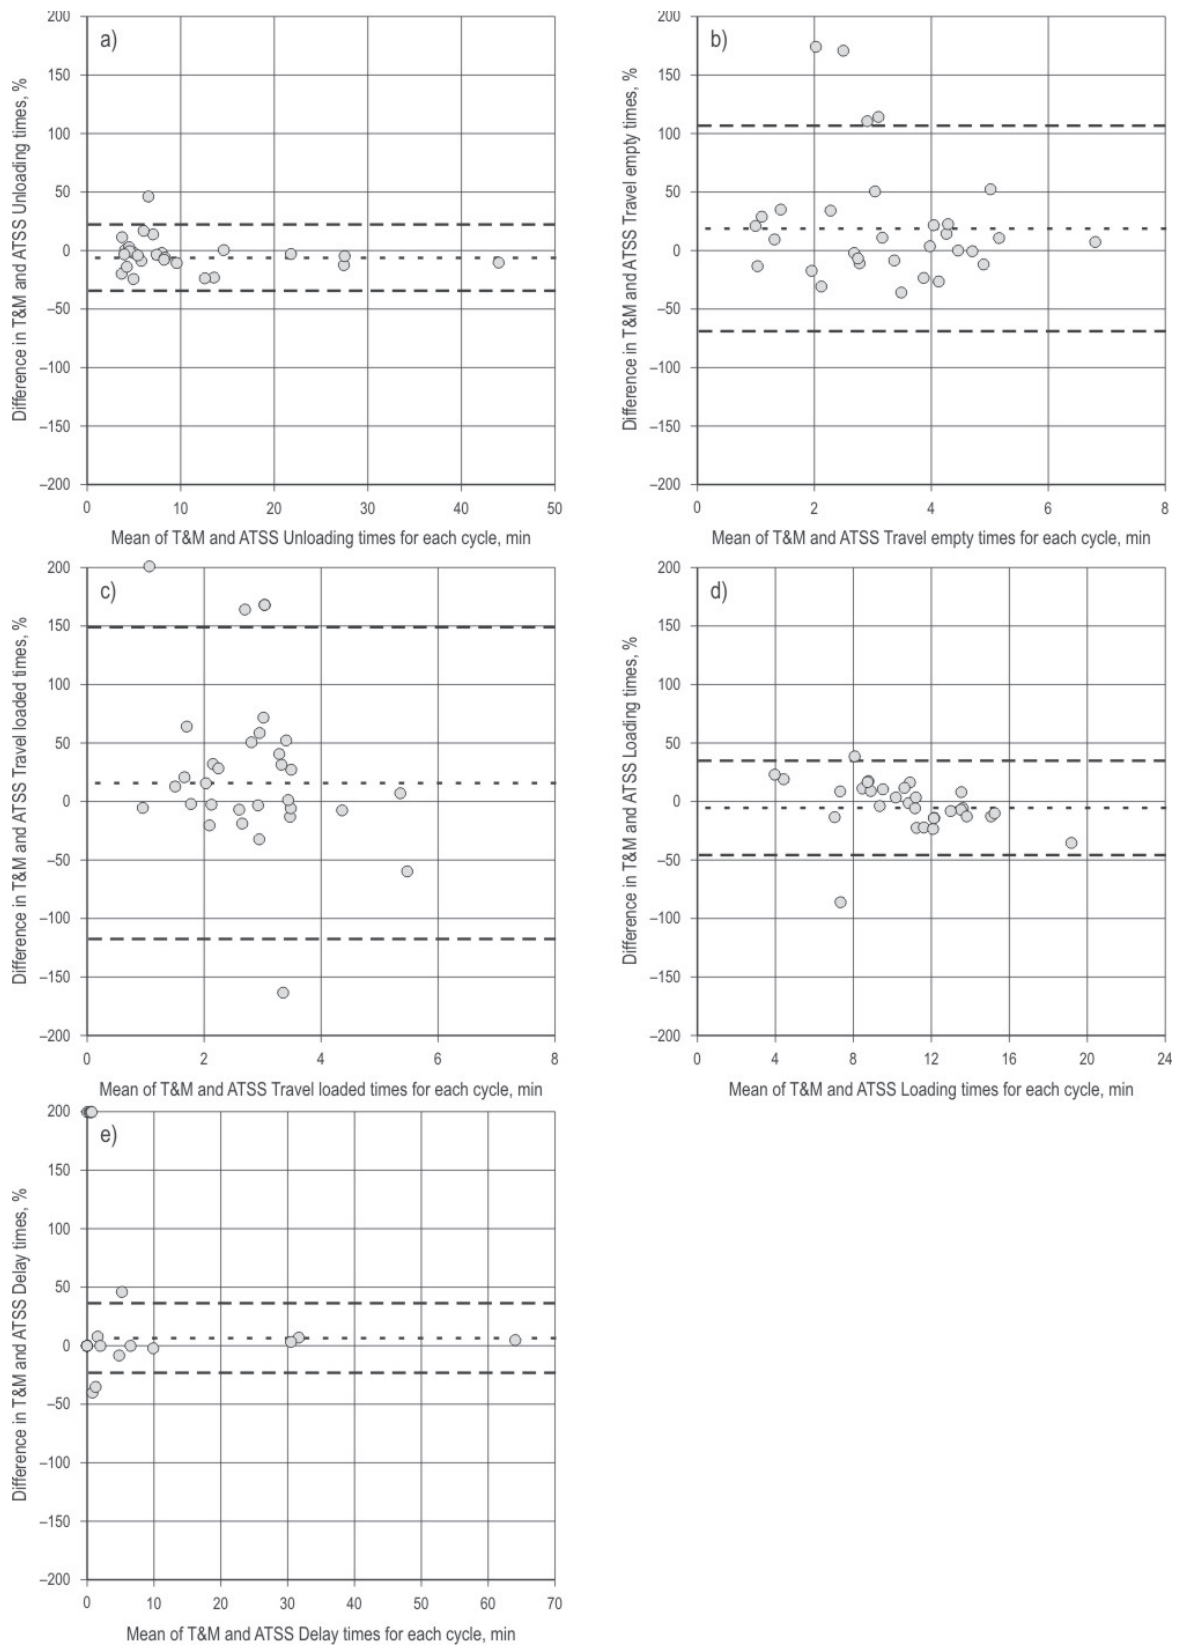 200
a)
150
100
50
0
–50
–100
–150
–200
Difference in T&M and ATSS Unloading times, %
0 10 20 30 40 50
Mean of T&M and ATSS Unloading times for each cycle, min
200
b)
150
100
50
0
–50
–100
–150
–200
Difference in T&M and ATSS Travel empty times, %
0 2 4 6 8
Mean of T&M and ATSS Travel empty times for each cycle, min
200
c)
150
100
50
0
–50
–100
–150
–200
Difference in T&M and ATSS Travel loaded times, %
0 2 4 6 8
Mean of T&M and ATSS Travel loaded times for each cycle, min
200
d)
150
100
50
0
–50
–100
–150
–200
Difference in T&M and ATSS Loading times, %
0 4 8 12 16 20 24
Mean of T&M and ATSS Loading times for each cycle, min
200
e)
150
100
50
0
–50
–100
–150
–200
Difference in T&M and ATSS Delay times, %
0 10 20 30 40 50 60 70
Mean of T&M and ATSS Delay times for each cycle, min